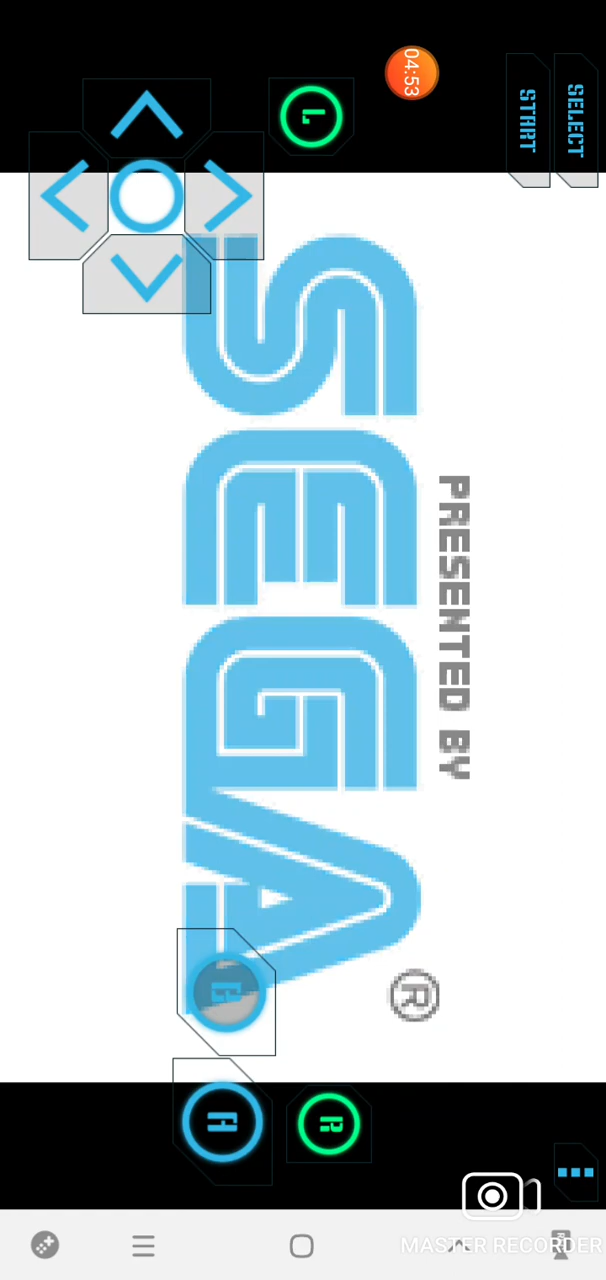 SELECT
START
04:53
L
PRESENTED BY
SEGA
®
B
A
R
MASTER RECORDER